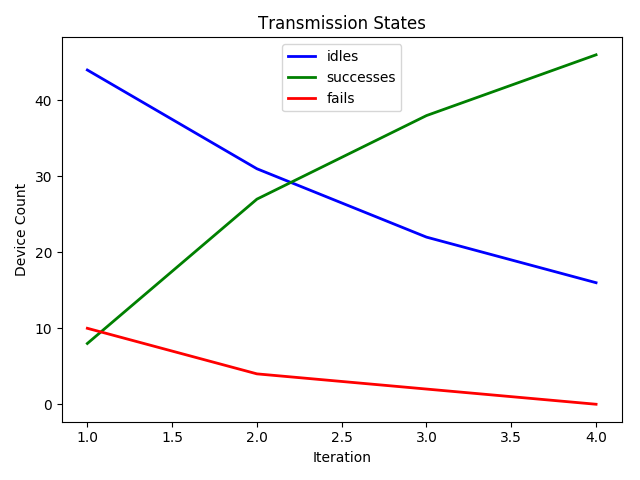 Transmission States
idles
successes
fails
Device Count
40
30
20
10
0
1.0 1.5 2.0 2.5 3.0 3.5 4.0
Iteration